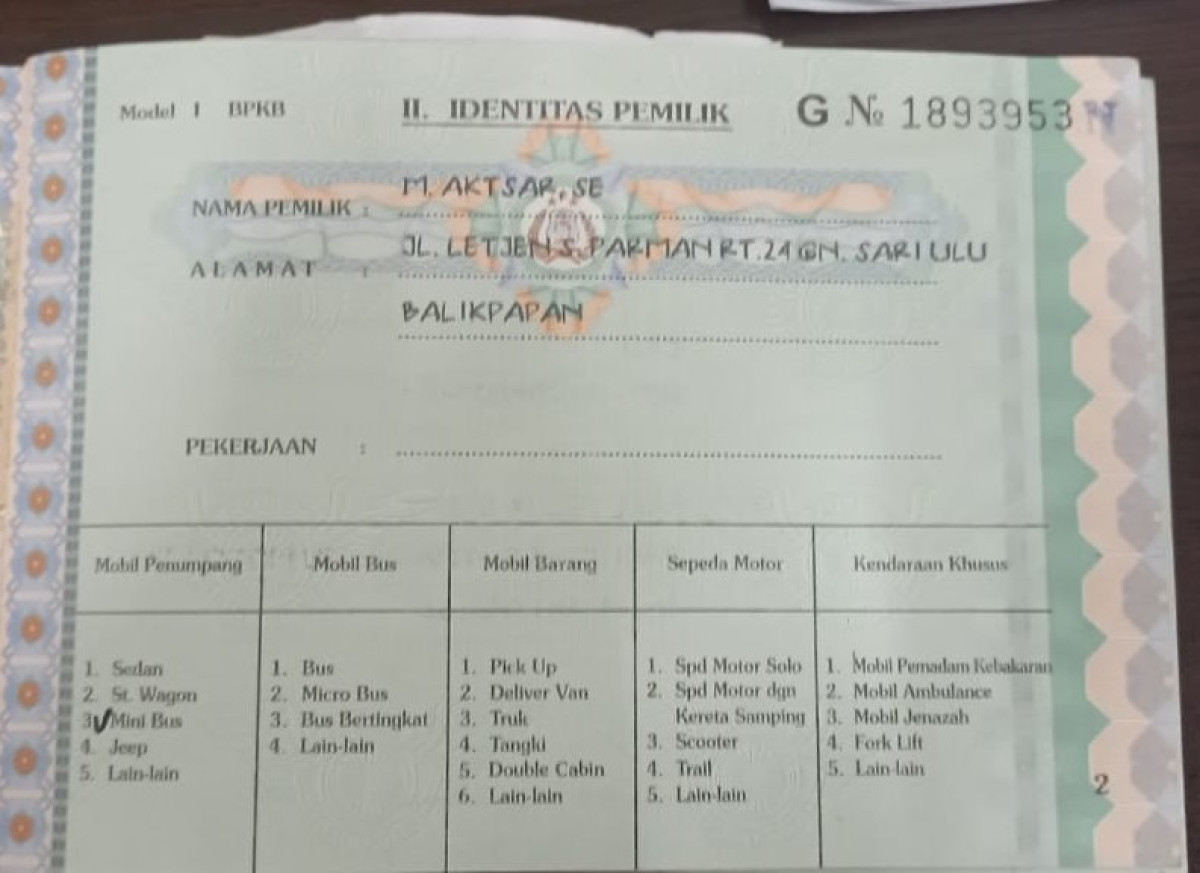 Model I BPKB II. IDENTITAS PEMILIK G № 1893953 N
NAMA PEMILIK : M. AKTSAR, SE
ALAMAT : JL. LETJEN S. PARMAN RT.24 GN. SARI ULU
BALIKPAPAN
PEKERJAAN :
Mobil Penumpang Mobil Bus Mobil Barang Sepeda Motor Kendaraan Khusus
1. Sedan 1. Bus 1. Pick Up 1. Spd Motor Solo 1. Mobil Pemadam Kebakaran
2. St. Wagon 2. Micro Bus 2. Deliver Van 2. Spd Motor dgn 2. Mobil Ambulance
3. Mini Bus 3. Bus Bertingkat 3. Truk Kereta Samping 3. Mobil Jenazah
4. Jeep 4. Lain-lain 4. Tangki 3. Scooter 4. Fork Lift
5. Lain-lain 5. Double Cabin 4. Trail 5. Lain-lain
6. Lain-lain 5. Lain-lain
2